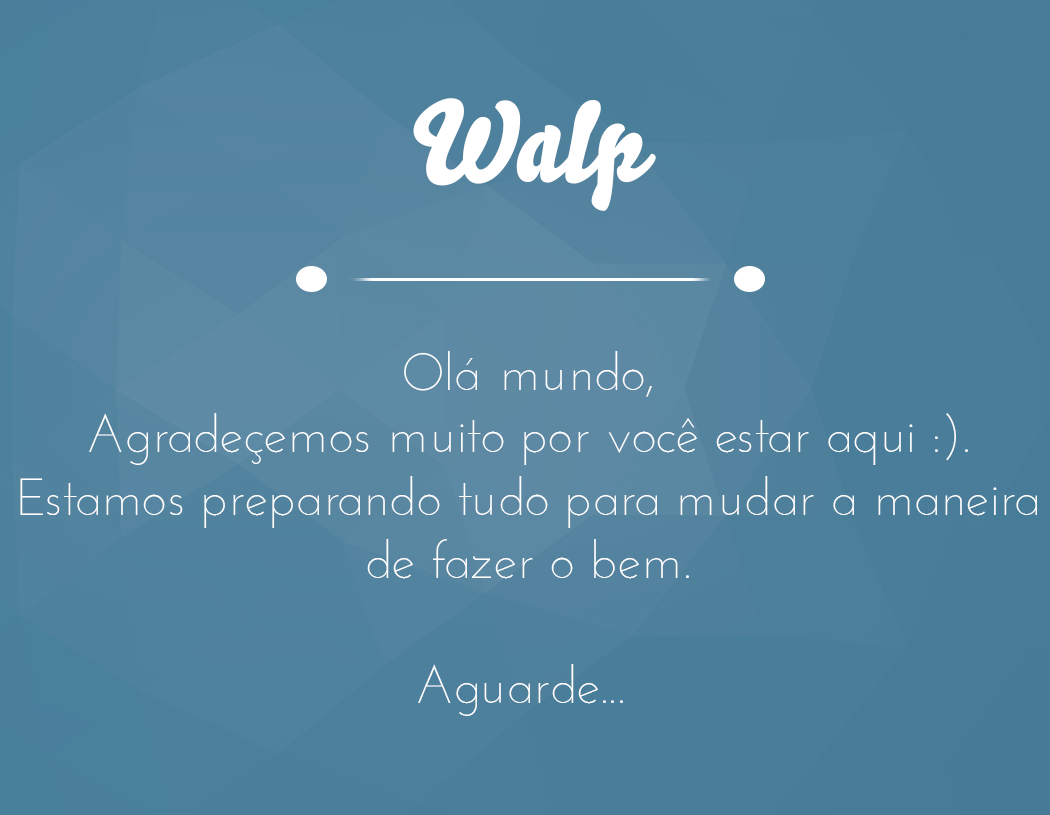 Walp
Olá mundo,
Agradeçemos muito por você estar aqui :).
Estamos preparando tudo para mudar a maneira
de fazer o bem.
Aguarde...